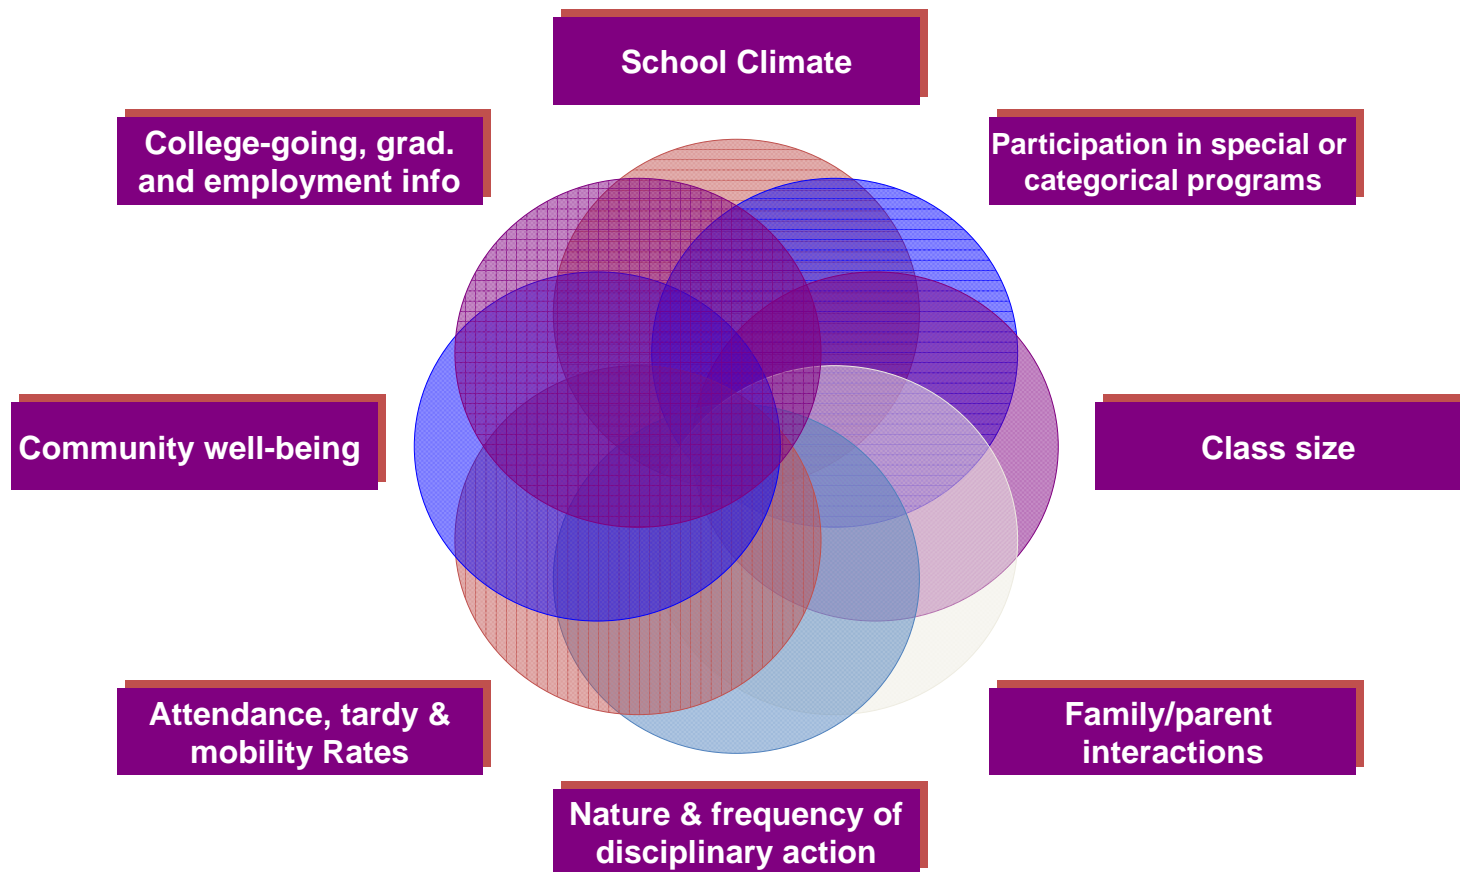 School Climate
College-going, grad.
and employment info
Participation in special or
categorical programs
Community well-being
Class size
Attendance, tardy &
mobility Rates
Family/parent
interactions
Nature & frequency of
disciplinary action